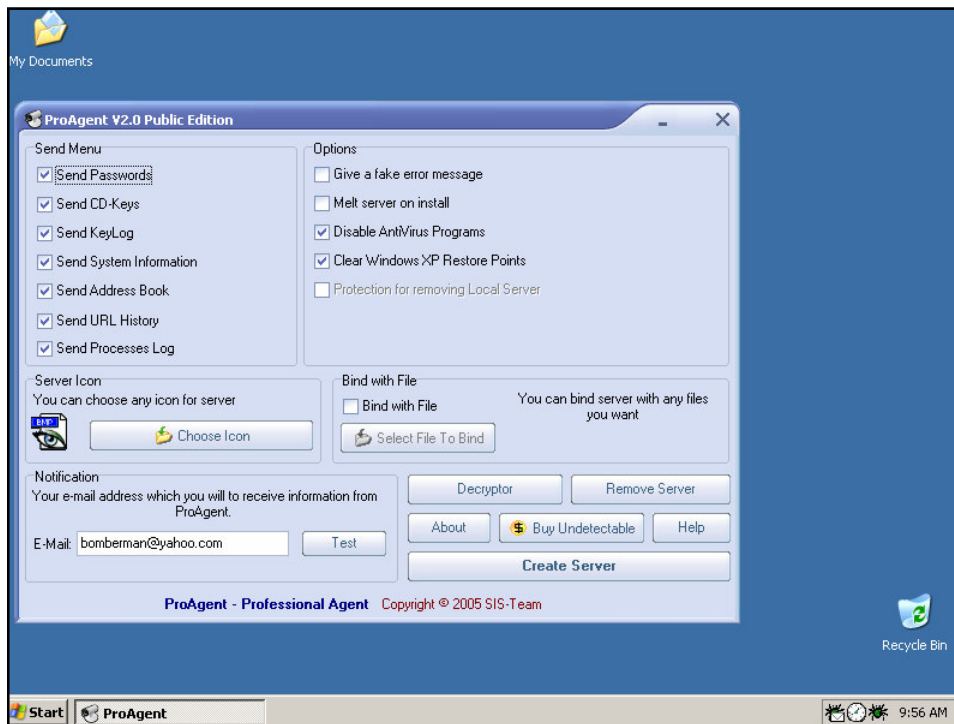 My Documents
ProAgent V2.0 Public Edition
Send Menu
Send Passwords
Send CD-Keys
Send KeyLog
Send System Information
Send Address Book
Send URL History
Send Processes Log
Options
Give a fake error message
Melt server on install
Disable AntiVirus Programs
Clear Windows XP Restore Points
Protection for removing Local Server
Server Icon
You can choose any icon for server
BMP
Choose Icon
Bind with File
Bind with File
You can bind server with any files
you want
Select File To Bind
Notification
Your e-mail address which you will to receive information from
ProAgent.
E-Mail: bomberman@yahoo.com
Test
Decryptor
Remove Server
About
$ Buy Undetectable
Help
Create Server
ProAgent - Professional Agent Copyright © 2005 SIS-Team
Recycle Bin
Start
ProAgent
9:56 AM